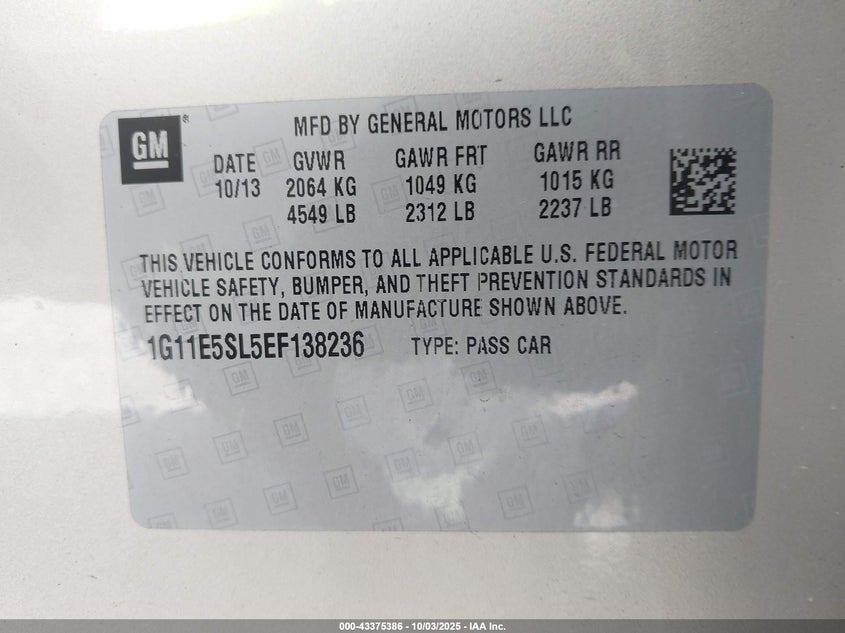 GM ® MFD BY GENERAL MOTORS LLC
DATE GVWR GAWR FRT GAWR RR
10/13 2064 KG 1049 KG 1015 KG
4549 LB 2312 LB 2237 LB
THIS VEHICLE CONFORMS TO ALL APPLICABLE U.S. FEDERAL MOTOR
VEHICLE SAFETY, BUMPER, AND THEFT PREVENTION STANDARDS IN
EFFECT ON THE DATE OF MANUFACTURE SHOWN ABOVE.
1G11E5SL5EF138236 TYPE: PASS CAR
000-43375386 - 10/03/2025 - IAA Inc.